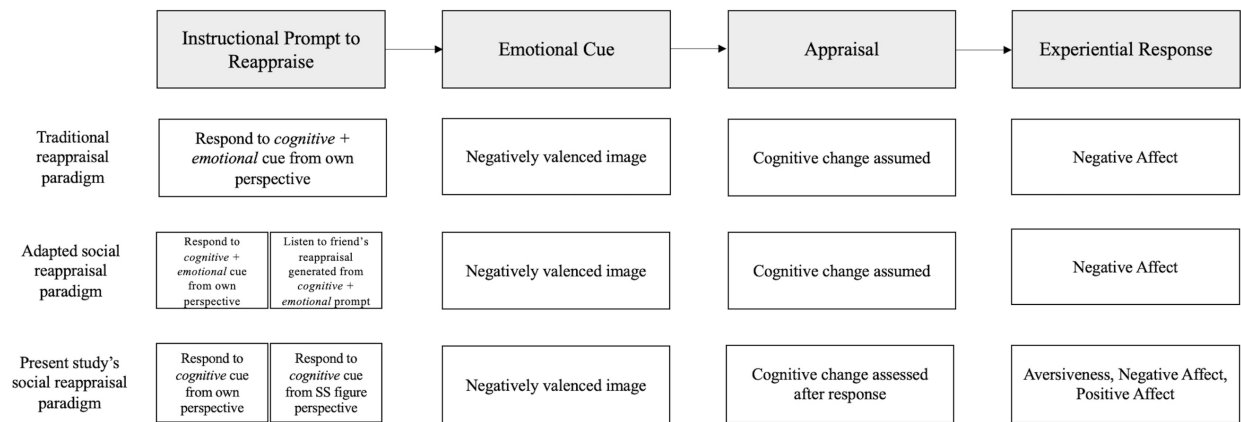 Instructional Prompt to
Reappraise
Emotional Cue
Appraisal
Experiential Response
Traditional
reappraisal
paradigm
Respond to cognitive +
emotional cue from own
perspective
Negatively valenced image
Cognitive change assumed
Negative Affect
Adapted social
reappraisal
paradigm
Respond to
cognitive +
emotional cue
from own
perspective
Listen to friend's
reappraisal
generated from
cognitive +
emotional prompt
Negatively valenced image
Cognitive change assumed
Negative Affect
Present study's
social reappraisal
paradigm
Respond to
cognitive cue
from own
perspective
Respond to
cognitive cue
from SS figure
perspective
Negatively valenced image
Cognitive change assessed
after response
Aversiveness, Negative Affect,
Positive Affect